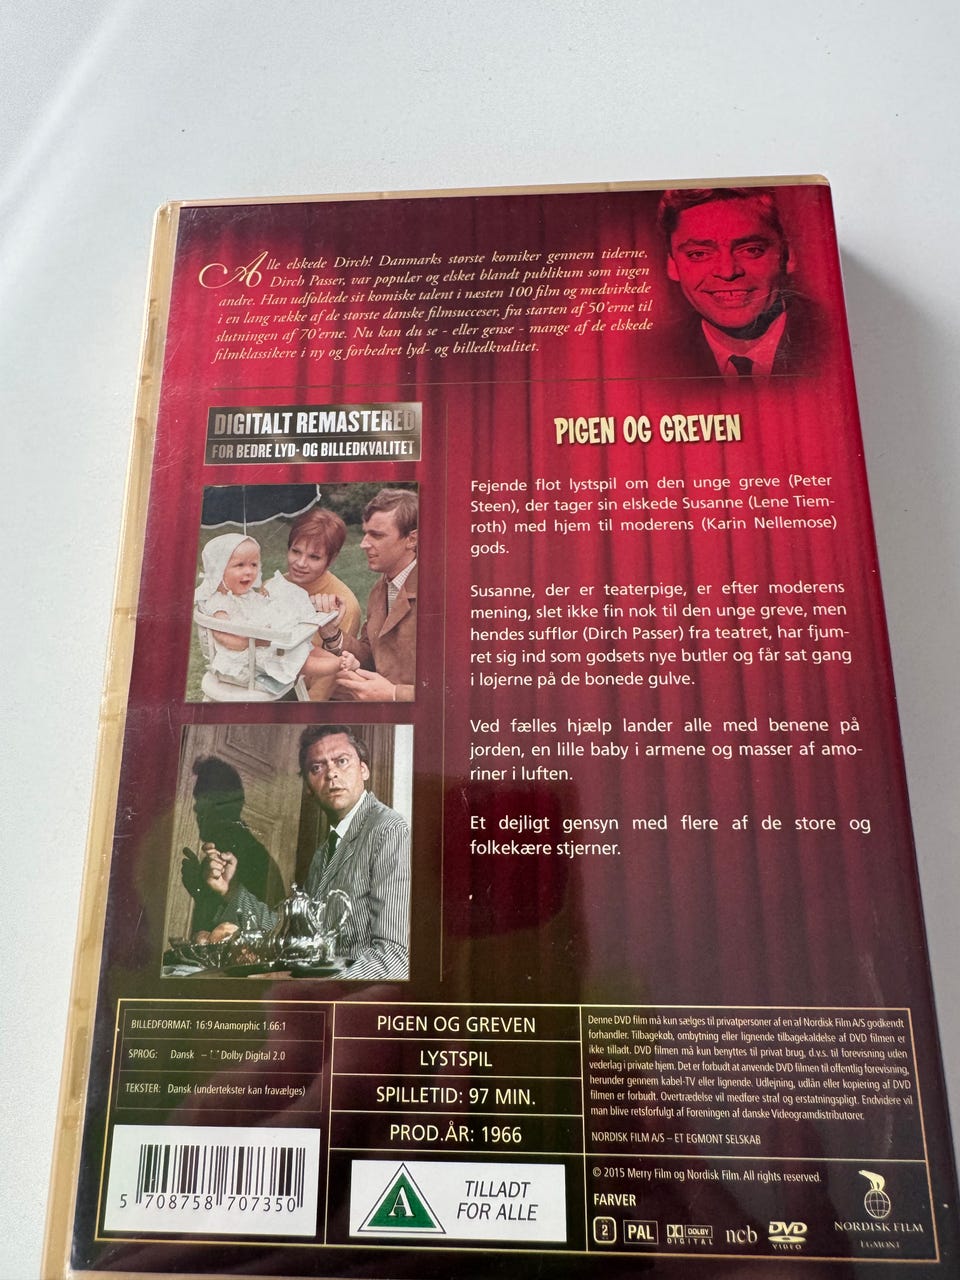 Alle elskede Dirch! Danmarks største komiker gennem tiderne,
Dirch Passer, var populær og elsket blandt publikum som ingen
andre. Han udfoldede sit komiske talent i næsten 100 film og medvirkede
i en lang række af de største danske filmsucceser, fra starten af 50'erne til
slutningen af 70'erne. Nu kan du se - eller gense - mange af de elskede
filmklassikere i ny og forbedret lyd- og billedkvalitet.
DIGITALT REMASTERED
FOR BEDRE LYD- OG BILLEDKVALITET
PIGEN OG GREVEN
Fejende flot lystspil om den unge greve (Peter
Steen), der tager sin elskede Susanne (Lene Tiem-
roth) med hjem til moderens (Karin Nellemose)
gods.
Susanne, der er teaterpige, er efter moderens
mening, slet ikke fin nok til den unge greve, men
hendes sufflør (Dirch Passer) fra teatret, har fjum-
ret sig ind som godsets nye butler og får sat gang
i løjerne på de bonede gulve.
Ved fælles hjælp lander alle med benene på
jorden, en lille baby i armene og masser af amo-
riner i luften.
Et dejligt gensyn med flere af de store og
folkekære stjerner.
BILLEDFORMAT: 16:9 Anamorphic 1.66:1
SPROG: Dansk – Dolby Digital 2.0
TEKSTER: Dansk (undertekster kan fravælges)
5 708758 707350
PIGEN OG GREVEN
LYSTSPIL
SPILLETID: 97 MIN.
PROD.ÅR: 1966
A
TILLADT
FOR ALLE
Denne DVD film må kun sælges til privatpersoner af en af Nordisk Film A/S godkendt
forhandler. Tilbagekøb, ombytning eller lignende tilbagekaldelse af DVD filmen er
ikke tilladt. DVD filmen må kun benyttes til privat brug, d.v.s. til forevisning uden
vederlag i private hjem. Det er forbudt at anvende DVD filmen til offentlig forevisning,
herunder gennem kabel-TV eller lignende. Udlejning, udlån eller kopiering af DVD
filmen er forbudt. Overtrædelse vil medføre straf og erstatningspligt. Endvidere vil
man blive retsforfulgt af Foreningen af danske Videogramdistributører.
NORDISK FILM A/S – ET EGMONT SELSKAB
© 2015 Merry Film og Nordisk Film. All rights reserved.
FARVER
2 PAL DOLBY DIGITAL ncb DVD VIDEO
NORDISK FILM
EGMONT